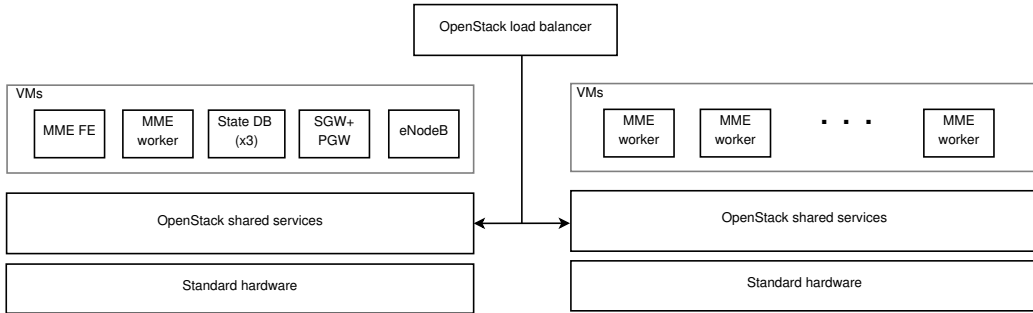 OpenStack load balancer
VMs
MME FE
MME
worker
State DB
(x3)
SGW+
PGW
eNodeB
OpenStack shared services
Standard hardware
VMs
MME
worker
MME
worker
. . .
MME
worker
OpenStack shared services
Standard hardware